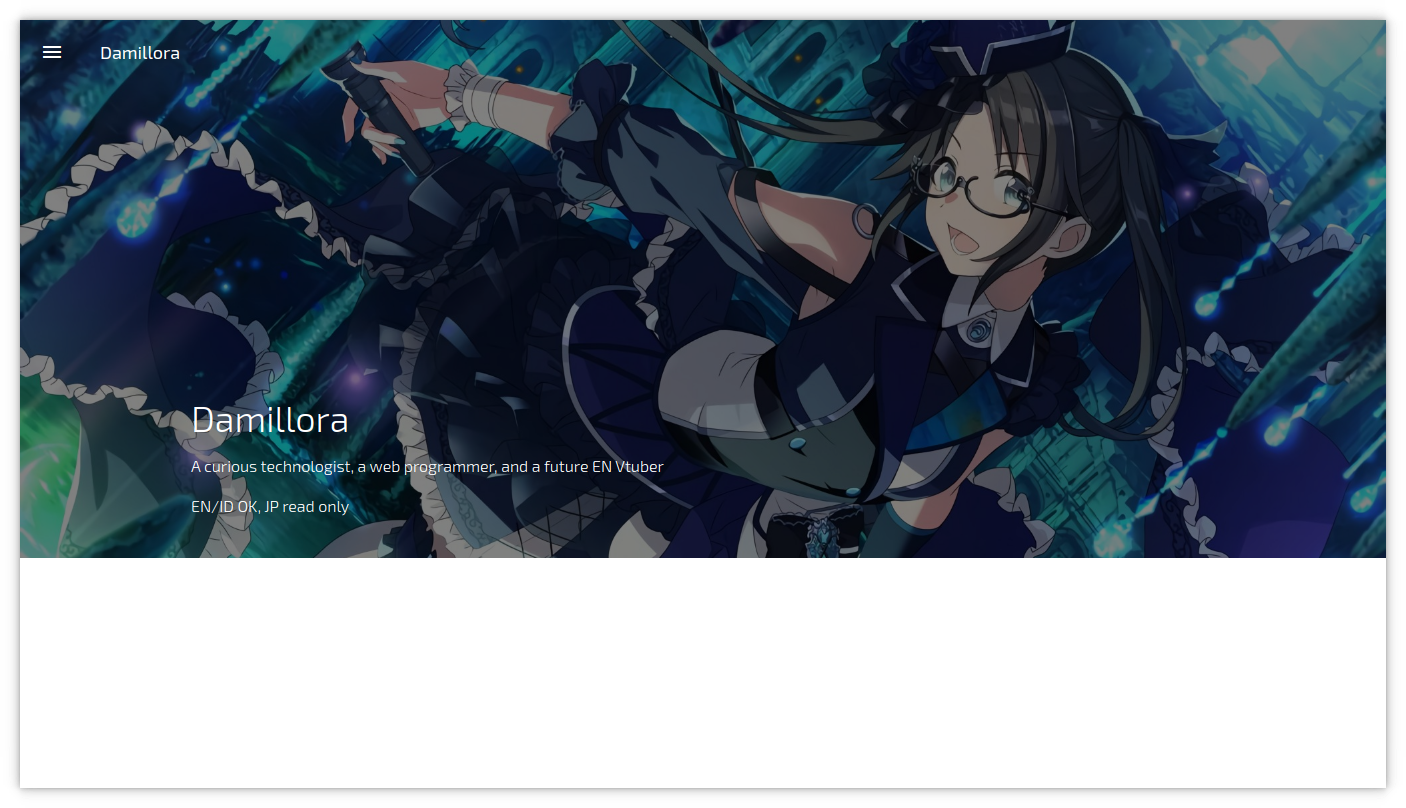 Damillora
Damillora
A curious technologist, a web programmer, and a future EN Vtuber
EN/ID OK, JP read only